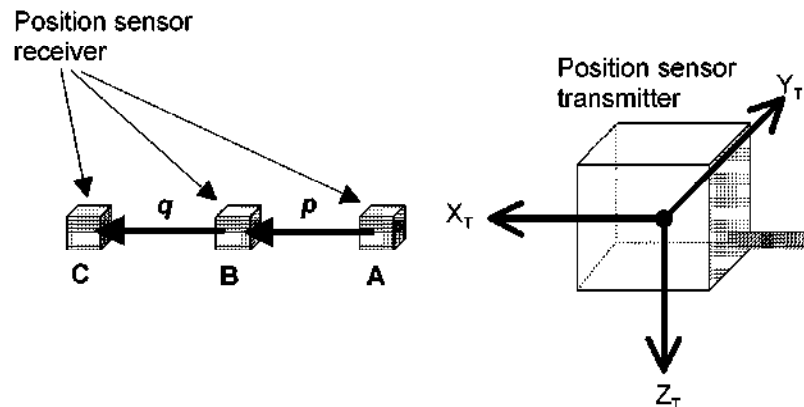 Position sensor
receiver
Position sensor
transmitter
Y_T
X_T
q
p
C
B
A
Z_T